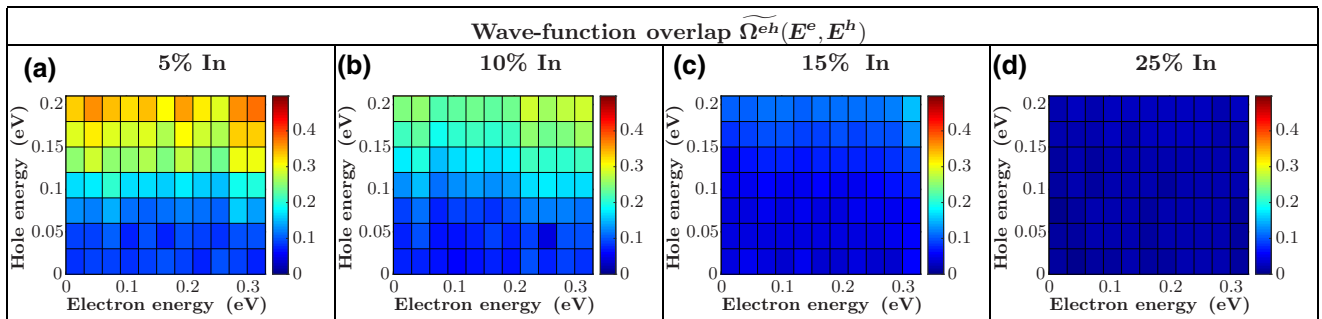 Wave-function overlap Ω̃ᵉʰ(Eᵉ, Eʰ)
(a) 5% In
Hole energy (eV)
0.2
0.15
0.1
0.05
0
0 0.1 0.2 0.3
Electron energy (eV)
0.4
0.3
0.2
0.1
0
(b) 10% In
Hole energy (eV)
0.2
0.15
0.1
0.05
0
0 0.1 0.2 0.3
Electron energy (eV)
0.4
0.3
0.2
0.1
0
(c) 15% In
Hole energy (eV)
0.2
0.15
0.1
0.05
0
0 0.1 0.2 0.3
Electron energy (eV)
0.4
0.3
0.2
0.1
0
(d) 25% In
Hole energy (eV)
0.2
0.15
0.1
0.05
0
0 0.1 0.2 0.3
Electron energy (eV)
0.4
0.3
0.2
0.1
0